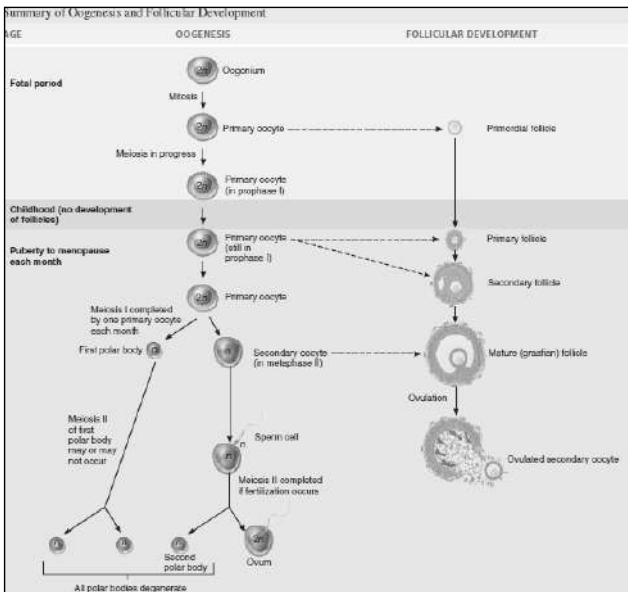 Summary of Oogenesis and Follicular Development
AGE OOGENESIS FOLLICULAR DEVELOPMENT
Fetal period
2n Oogonium
Mitosis
2n Primary oocyte Primordial follicle
Meiosis in progress
2n Primary oocyte
(in prophase I)
Childhood (no development
of follicles)
Puberty to menopause
each month
2n Primary oocyte
(still in
prophase I)
Primary follicle
Secondary follicle
2n Primary oocyte
Meiosis I completed
by one primary oocyte
each month
First polar body n
n Secondary oocyte
(in metaphase II)
Mature (graafian) follicle
Ovulation
Meiosis II
of first
polar body
may or may
not occur
n Sperm cell
n
Meiosis II completed
if fertilization occurs
Ovulated secondary oocyte
n n n 2n
Second
polar body
Ovum
All polar bodies degenerate